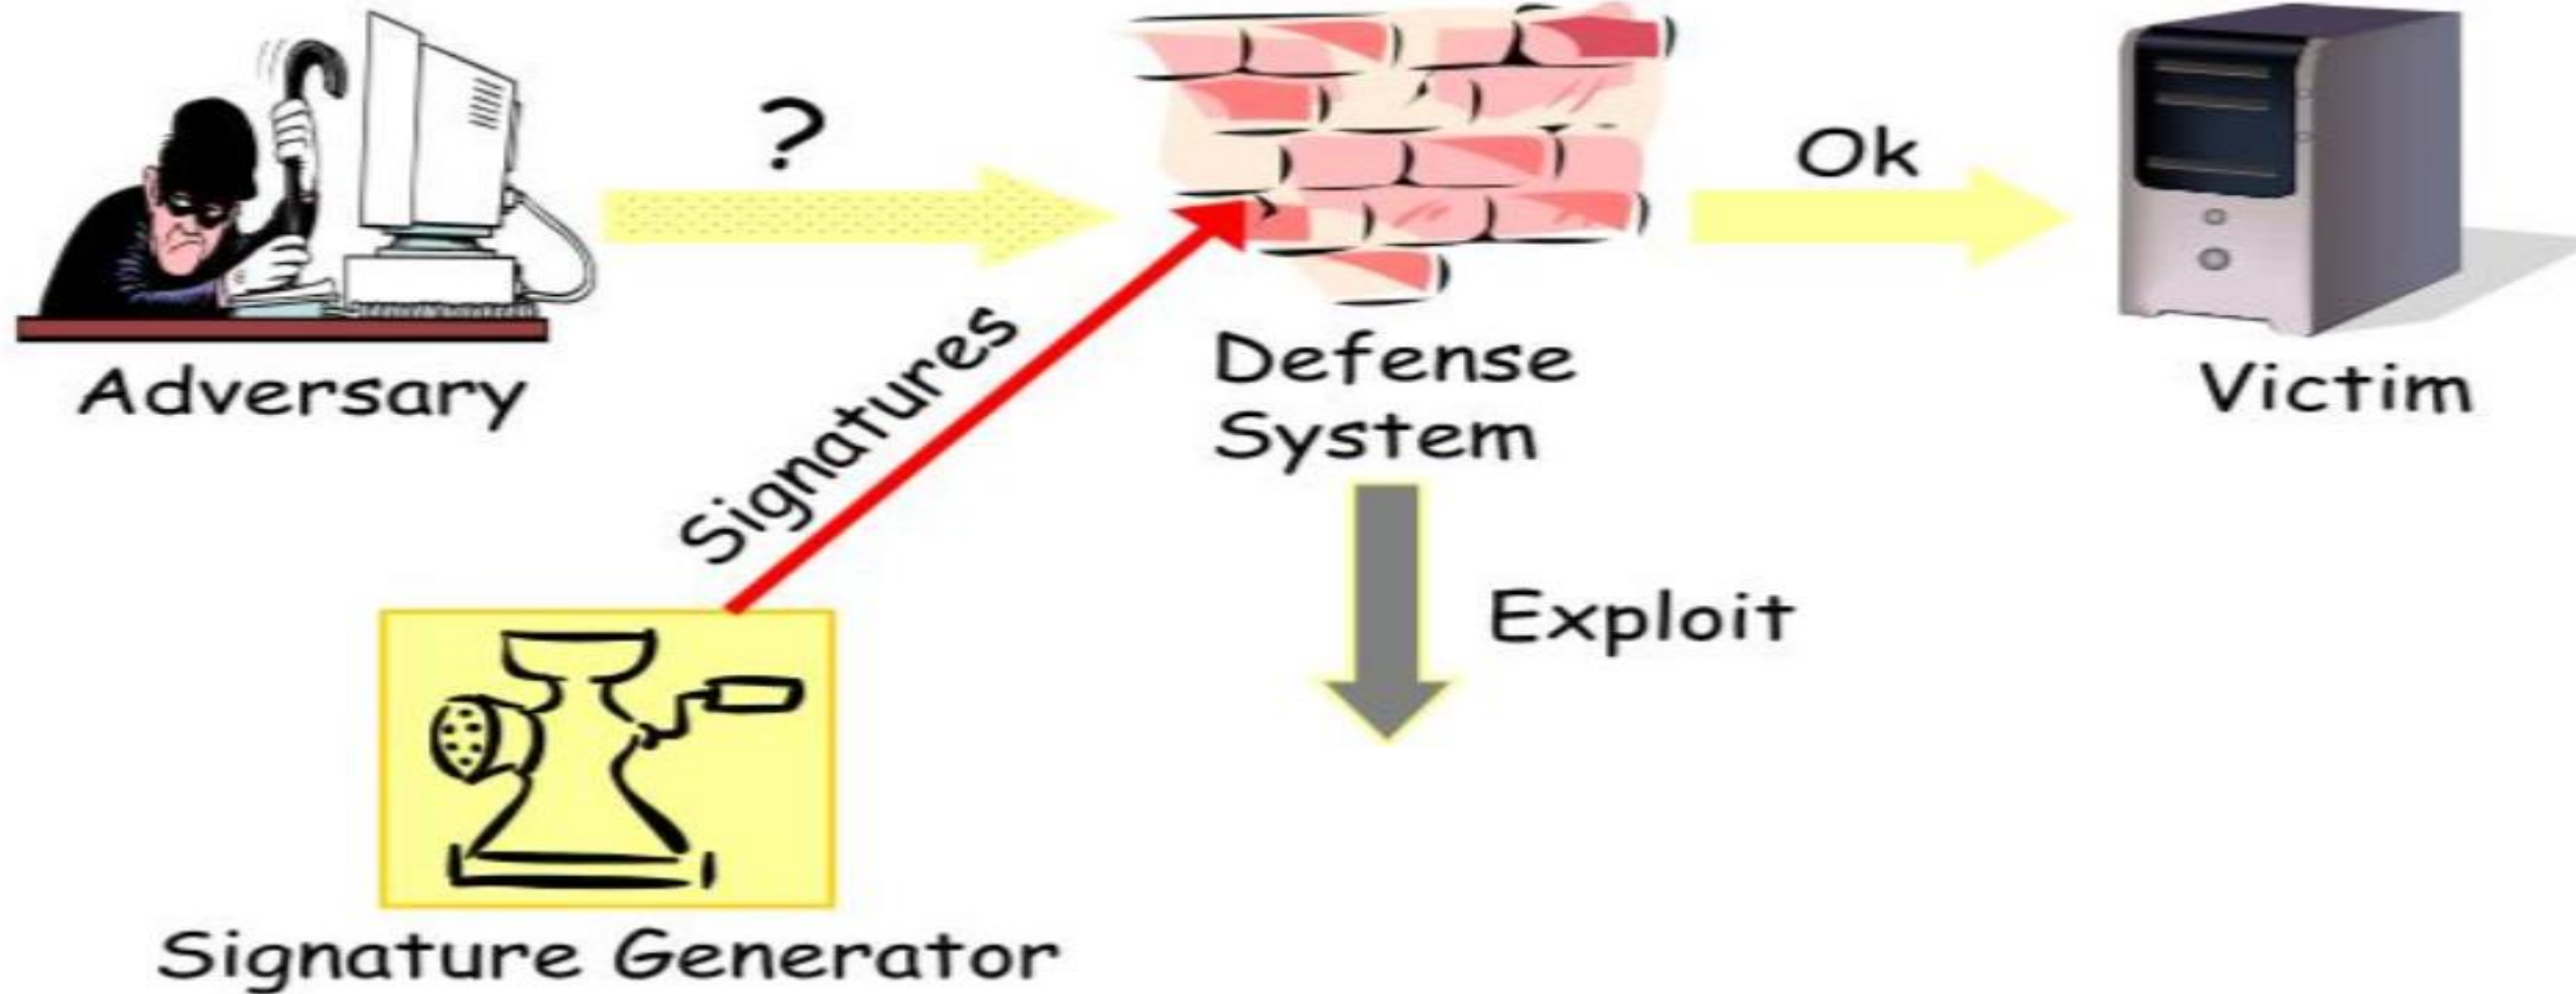 ?
Ok
Adversary
Defense
System
Victim
Signatures
Exploit
Signature Generator